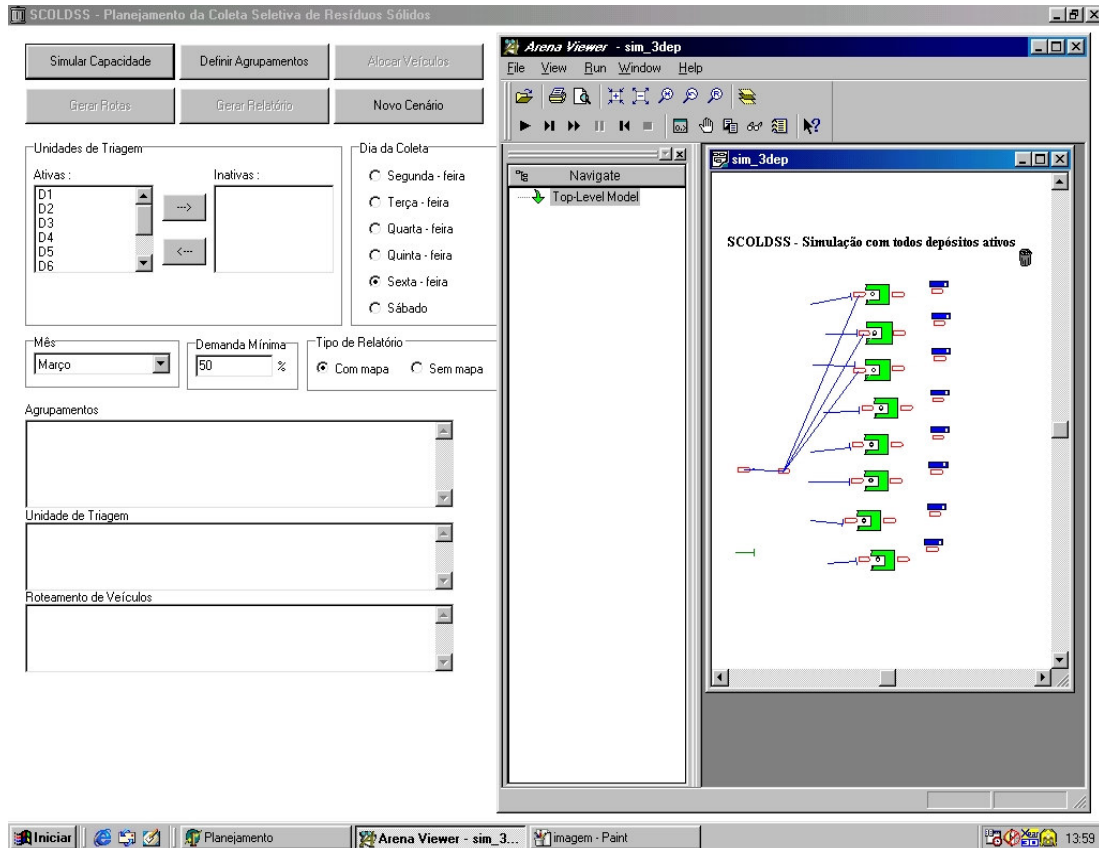 SCOLDSS - Planejamento da Coleta Seletiva de Resíduos Sólidos
Simular Capacidade
Definir Agrupamentos
Alocar Veículos
Gerar Rotas
Gerar Relatório
Novo Cenário
Unidades de Triagem
Ativas :
Inativas :
D1
D2
D3
D4
D5
D6
--->
<---
Dia da Coleta
Segunda - feira
Terça - feira
Quarta - feira
Quinta - feira
Sexta - feira
Sábado
Mês
Março
Demanda Mínima
50 %
Tipo de Relatório
Com mapa
Sem mapa
Agrupamentos
Unidade de Triagem
Roteamento de Veículos
Arena Viewer - sim_3dep
File View Run Window Help
Navigate
Top-Level Model
sim_3dep
SCOLDSS - Simulação com todos depósitos ativos
Iniciar
Planejamento
Arena Viewer - sim_3...
imagem - Paint
13:59